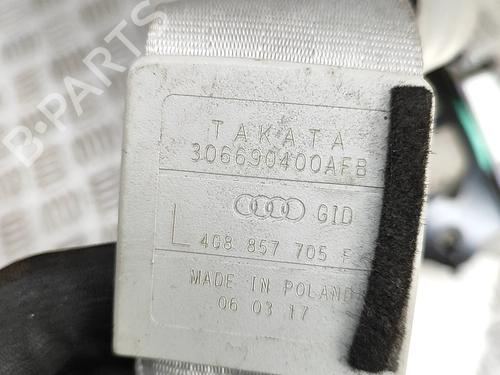 B-PARTS
TAKATA
306690400AFB
GID
L 4G8 857 705 F
MADE IN POLAND
06 03 17